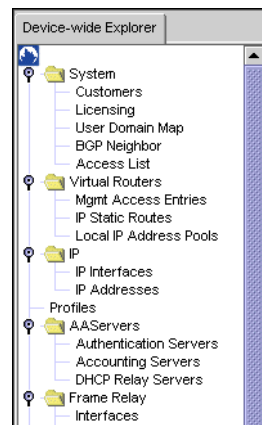 Device-wide Explorer
System
Customers
Licensing
User Domain Map
BGP Neighbor
Access List
Virtual Routers
Mgmt Access Entries
IP Static Routes
Local IP Address Pools
IP
IP Interfaces
IP Addresses
Profiles
AAServers
Authentication Servers
Accounting Servers
DHCP Relay Servers
Frame Relay
Interfaces